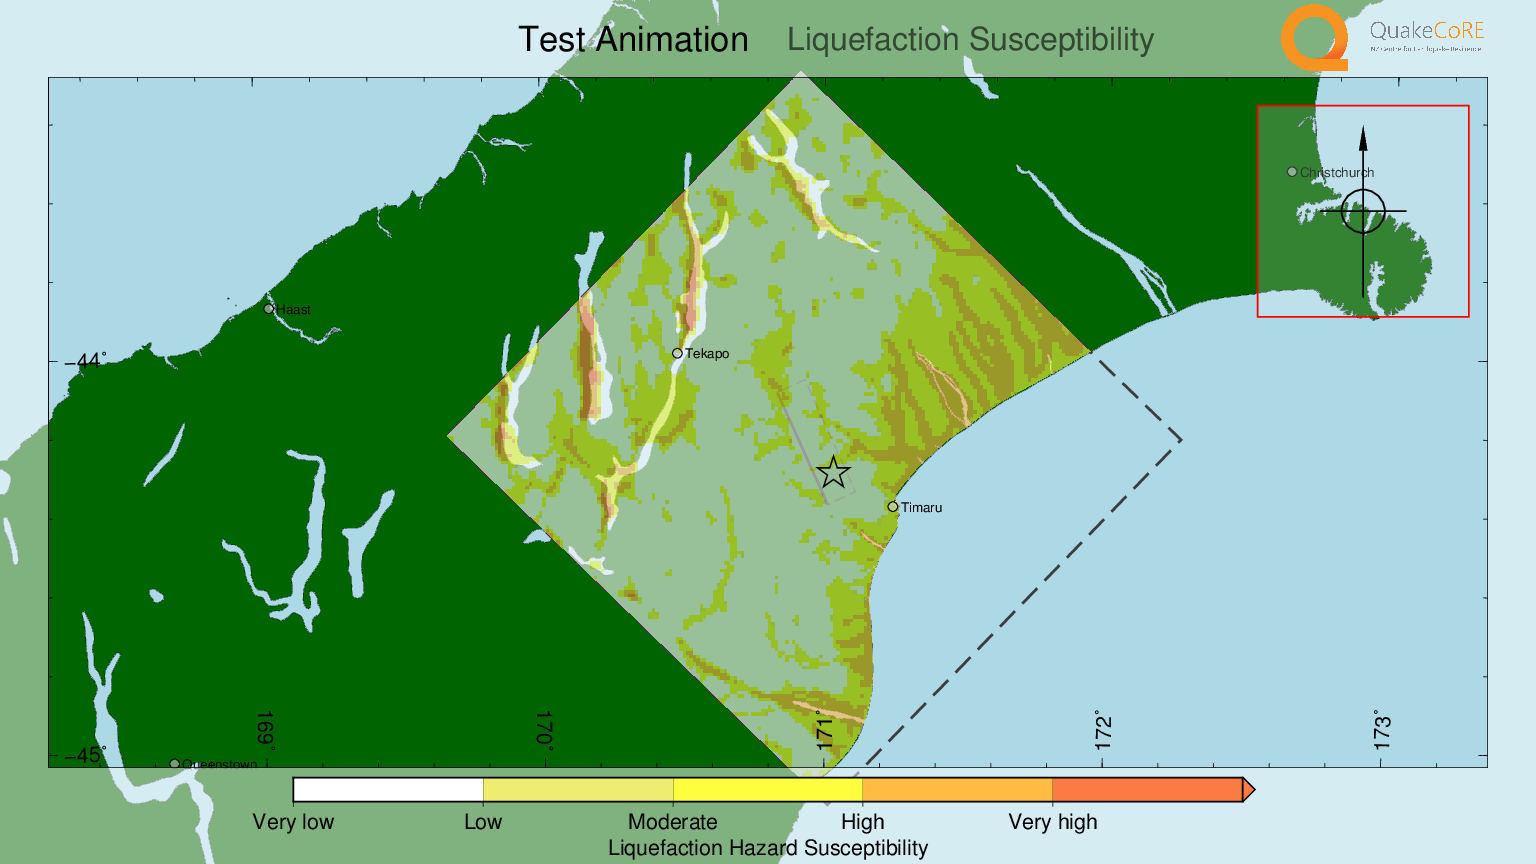 Test Animation Liquefaction Susceptibility
QuakeCoRE
Christchurch
Haast
-44°
Tekapo
Timaru
169°
170°
171°
172°
173°
-45°
Queenstown
Very low Low Moderate High Very high
Liquefaction Hazard Susceptibility